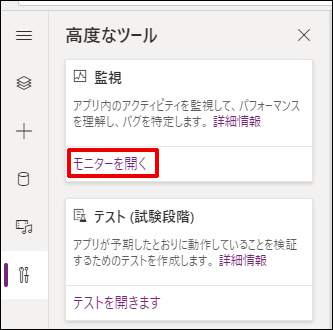 高度なツール
監視
アプリ内のアクティビティを監視して、パフォーマンス
を理解し、バグを特定します。詳細情報
モニターを開く
テスト (試験段階)
アプリが予期したとおりに動作していることを検証
するためのテストを作成します。詳細情報
テストを開きます